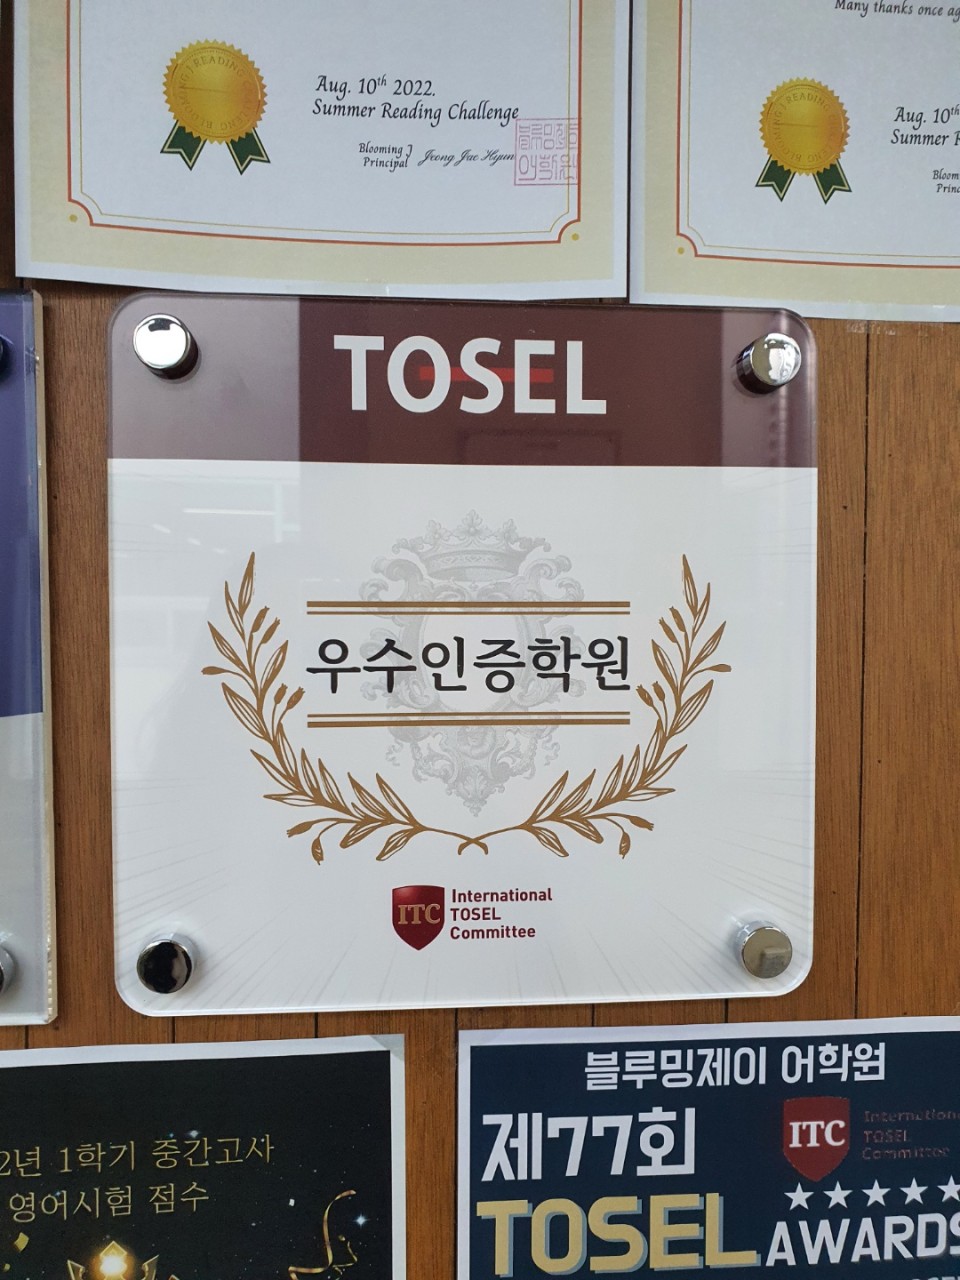 Many thanks once
Aug. 10th 2022.
Summer Reading Challenge
Blooming J
Principal Jeong Jae Hyun
Aug. 10th
Summer
TOSEL
우수인증학원
ITC
International
TOSEL
Committee
2년 1학기 중간고사
영어시험 점수
블루밍제이 어학원
제77회
ITC
International
TOSEL
Committee
TOSEL
AWARDS